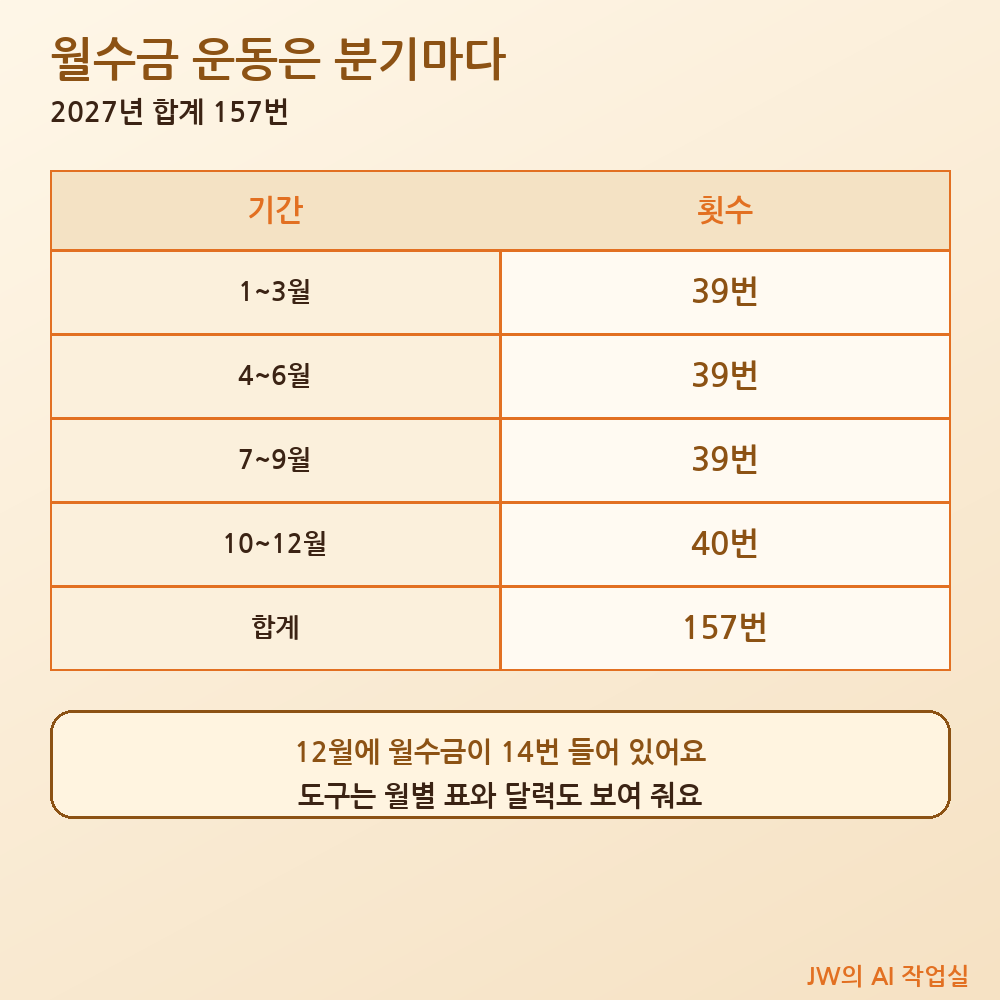 월수금 운동은 분기마다
2027년 합계 157번
기간 횟수
1~3월 39번
4~6월 39번
7~9월 39번
10~12월 40번
합계 157번
12월에 월수금이 14번 들어 있어요
도구는 월별 표와 달력도 보여 줘요
JW의 AI 작업실